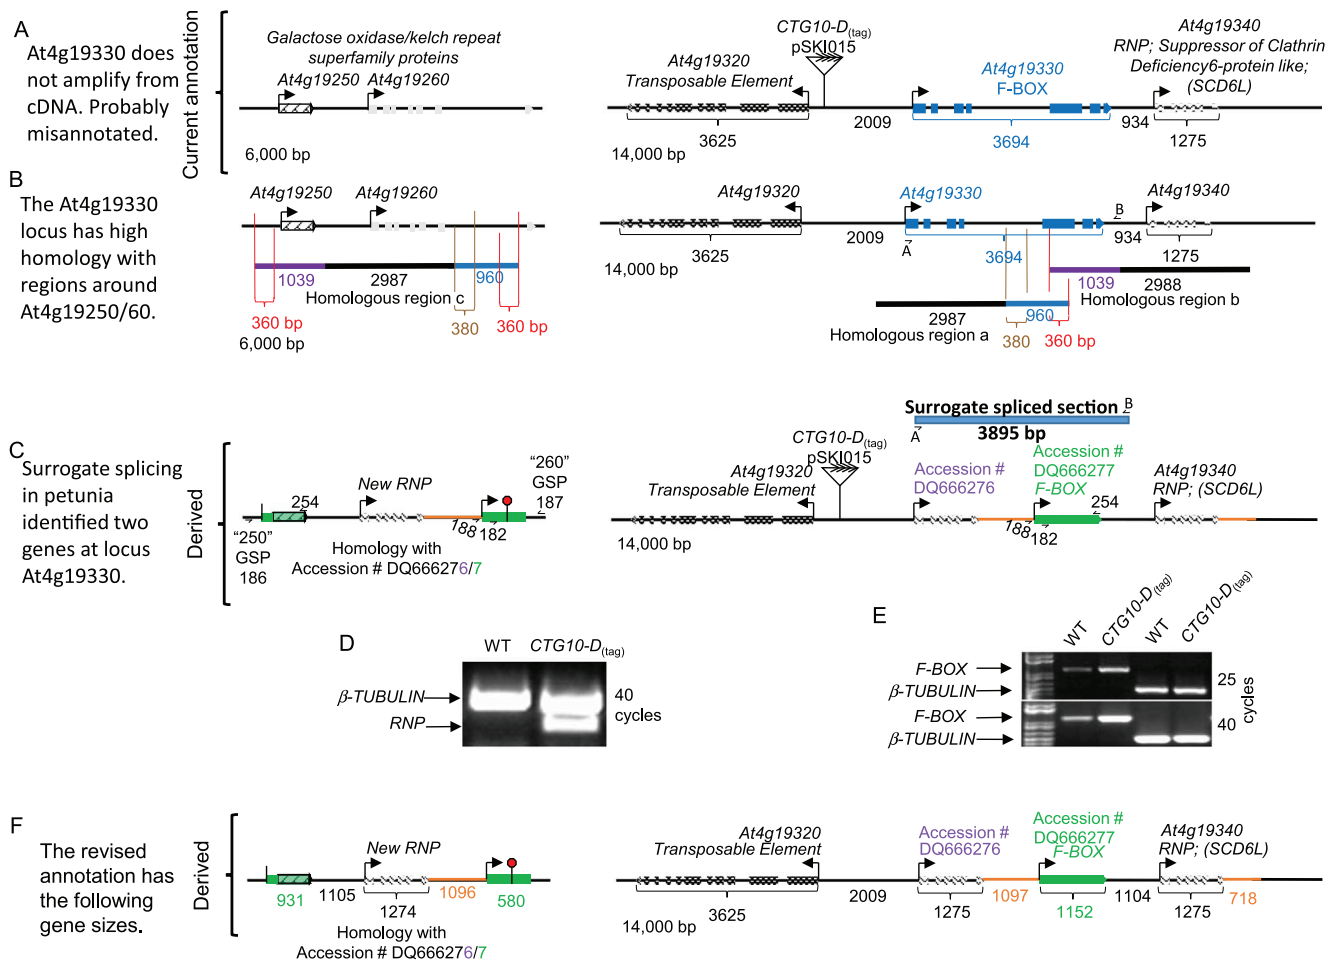 A
At4g19330 does
not amplify from
cDNA. Probably
misannotated.
Current annotation
Galactose oxidase/kelch repeat
superfamily proteins
At4g19250
At4g19260
6,000 bp
At4g19320
Transposable Element
CTG10-D(tag)
pSKI015
At4g19330
F-BOX
At4g19340
RNP; Suppressor of Clathrin
Deficiency6-protein like;
(SCD6L)
3625
2009
3694
934
1275
14,000 bp
B
The At4g19330
locus has high
homology with
regions around
At4g19250/60.
At4g19250
At4g19260
1039
2987
960
Homologous region c
360 bp
380
360 bp
6,000 bp
At4g19320
At4g19330
At4g19340
B
A
3625
2009
3694
934
1275
14,000 bp
1039
2988
Homologous region b
2987
960
Homologous region a
380
360 bp
C
Surrogate splicing
in petunia
identified two
genes at locus
At4g19330.
Derived
"250"
GSP
186
254
New RNP
188
182
"260"
GSP
187
Homology with
Accession # DQ666276/7
Surrogate spliced section
3895 bp
A
B
CTG10-D(tag)
pSKI015
At4g19320
Transposable Element
Accession #
DQ666276
Accession #
DQ666277
F-BOX
254
At4g19340
RNP; (SCD6L)
188
182
14,000 bp
D
WT
CTG10-D(tag)
β-TUBULIN
RNP
40
cycles
E
WT
CTG10-D(tag)
WT
CTG10-D(tag)
F-BOX
β-TUBULIN
F-BOX
β-TUBULIN
25
40
cycles
F
The revised
annotation has
the following
gene sizes.
Derived
New RNP
931
1105
1274
1096
580
Homology with
Accession # DQ666276/7
At4g19320
Transposable Element
Accession #
DQ666276
Accession #
DQ666277
F-BOX
At4g19340
RNP; (SCD6L)
3625
2009
1275
1097
1152
1104
1275
718
14,000 bp